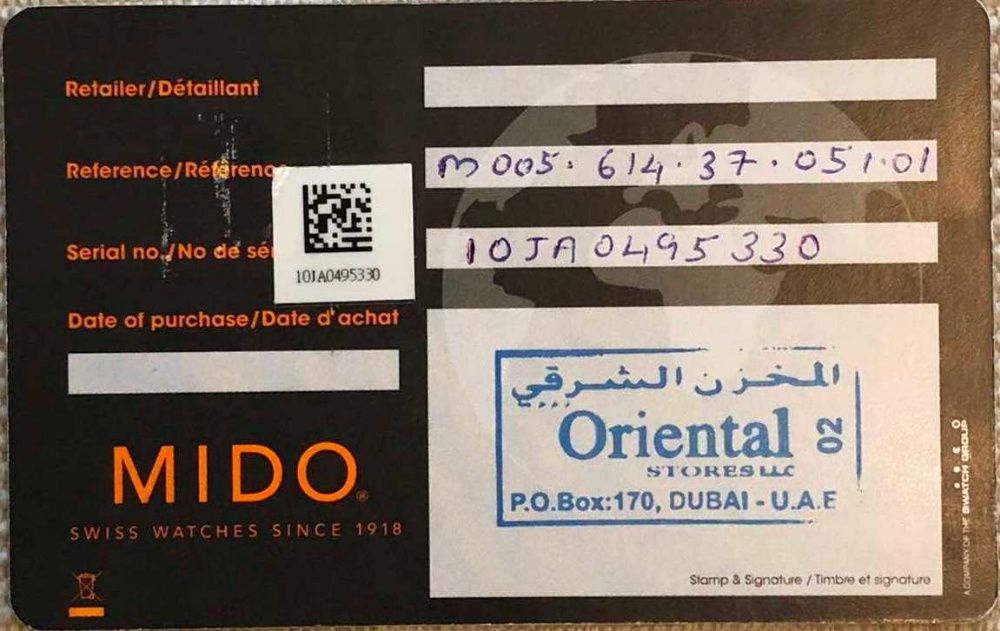 Retailer/Détaillant
Reference/Référenc
M005.614.37.051.01
Serial no./No de sé
10JA0495330
10JA0495330
Date of purchase/Date d'achat
المخزن الشرقي
Oriental 02
STORES LLC
P.O.Box:170, DUBAI - U.A.E
MIDO®
SWISS WATCHES SINCE 1918
Stamp & Signature / Timbre et signature
A COMPANY OF THE SWATCH GROUP